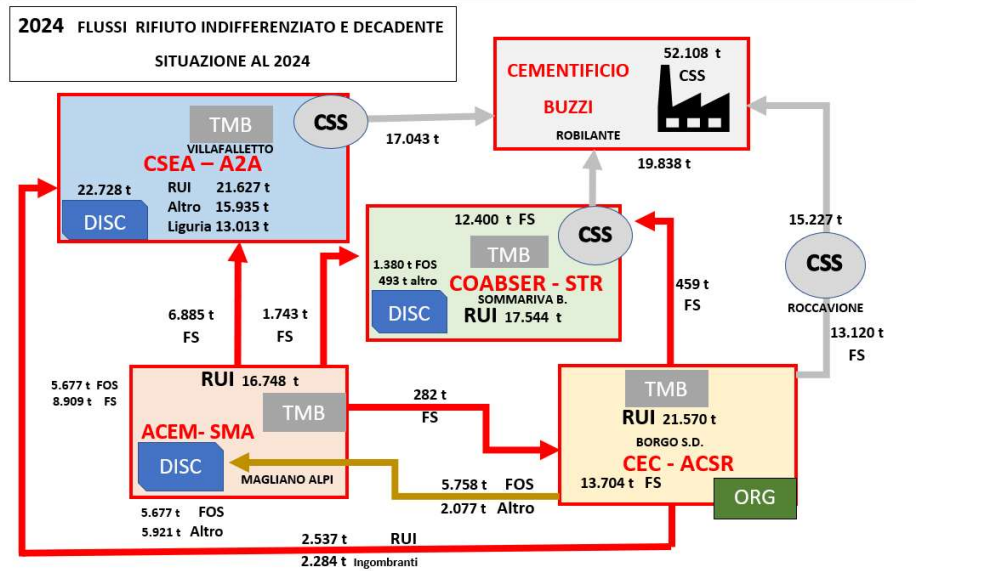 2024 FLUSSI RIFIUTO INDIFFERENZIATO E DECADENTE
SITUAZIONE AL 2024
52.108 t
CSS
CEMENTIFICIO
BUZZI
ROBILANTE
TMB
CSS
VILLAFALLETTO
CSEA – A2A
22.728 t
RUI 21.627 t
Altro 15.935 t
Liguria 13.013 t
DISC
17.043 t
19.838 t
12.400 t FS
CSS
TMB
1.380 t FOS
493 t altro
COABSER - STR
SOMMARIVA B.
RUI 17.544 t
DISC
15.227 t
CSS
ROCCAVIONE
13.120 t
FS
459 t
FS
6.885 t
FS
1.743 t
FS
5.677 t FOS
8.909 t FS
RUI 16.748 t
TMB
ACEM- SMA
DISC
MAGLIANO ALPI
282 t
FS
TMB
RUI 21.570 t
BORGO S.D.
CEC - ACSR
13.704 t FS
ORG
5.758 t FOS
2.077 t Altro
5.677 t FOS
5.921 t Altro
2.537 t RUI
2.284 t Ingombranti